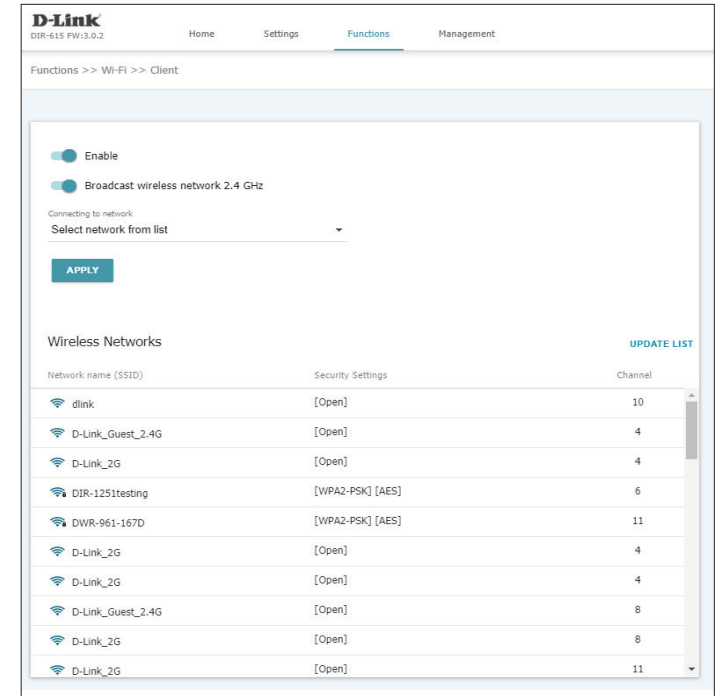 D-Link
DIR-615 FW:3.0.2
Home Settings Functions Management
Functions >> Wi-Fi >> Client
Enable
Broadcast wireless network 2.4 GHz
Connecting to network
Select network from list
APPLY
Wireless Networks UPDATE LIST
Network name (SSID) Security Settings Channel
dlink [Open] 10
D-Link_Guest_2.4G [Open] 4
D-Link_2G [Open] 4
DIR-1251testing [WPA2-PSK] [AES] 6
DWR-961-167D [WPA2-PSK] [AES] 11
D-Link_2G [Open] 4
D-Link_2G [Open] 4
D-Link_Guest_2.4G [Open] 8
D-Link_2G [Open] 8
D-Link_2G [Open] 11